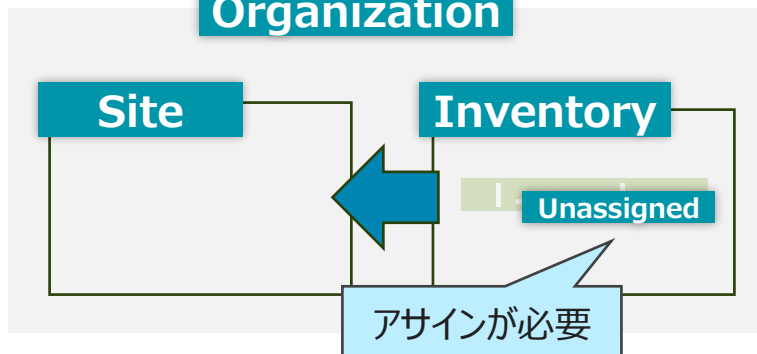 Organization
Site
Inventory
Unassigned
アサインが必要